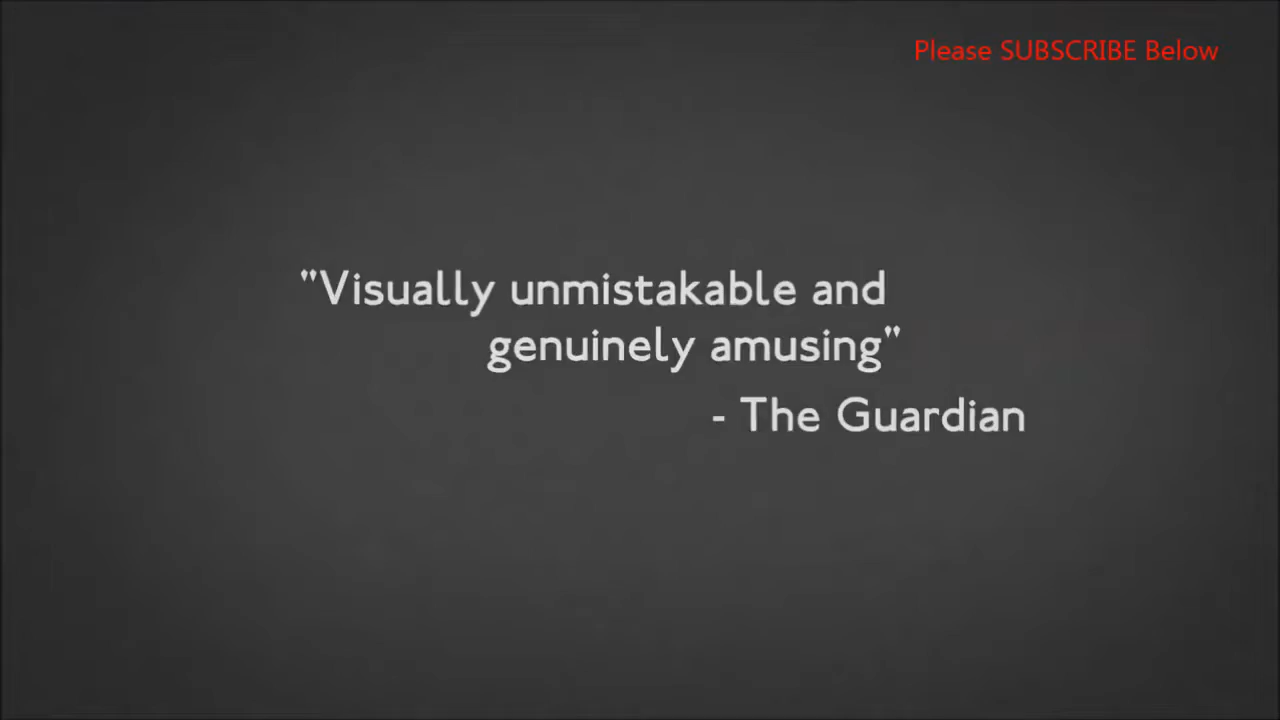 Please SUBSCRIBE Below
"Visually unmistakable and
genuinely amusing"
- The Guardian